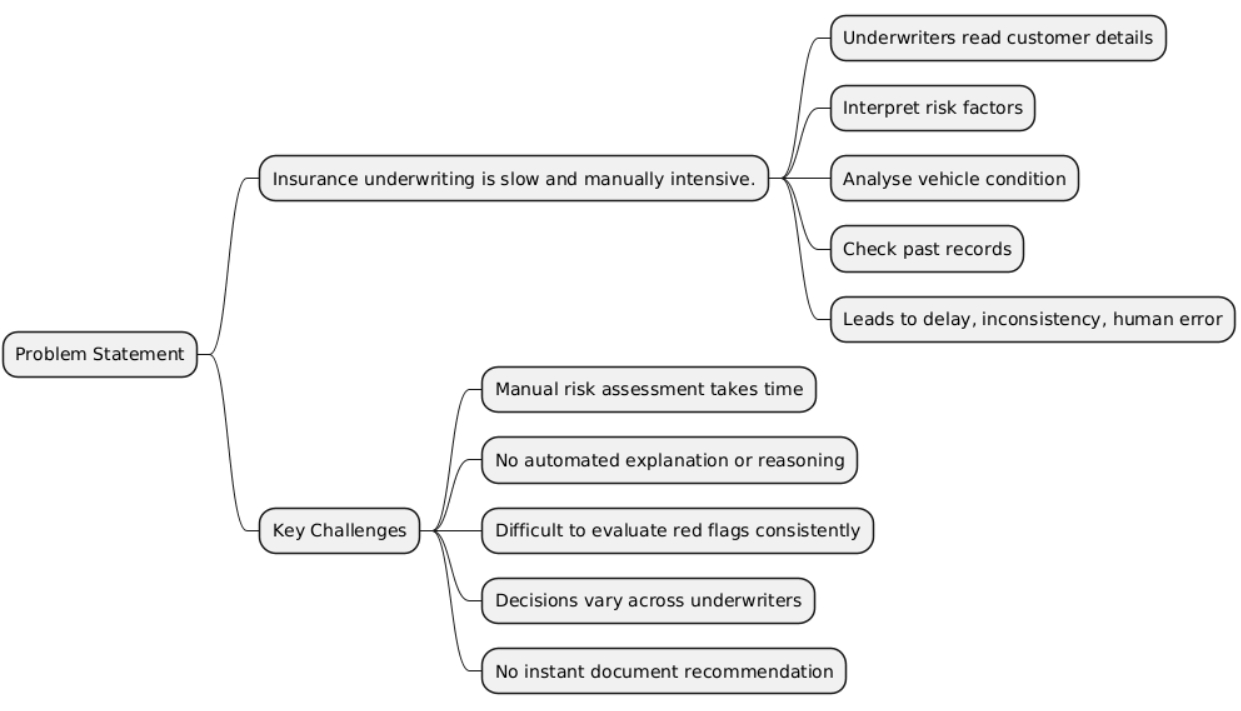 Problem Statement
Insurance underwriting is slow and manually intensive.
Underwriters read customer details
Interpret risk factors
Analyse vehicle condition
Check past records
Leads to delay, inconsistency, human error
Key Challenges
Manual risk assessment takes time
No automated explanation or reasoning
Difficult to evaluate red flags consistently
Decisions vary across underwriters
No instant document recommendation